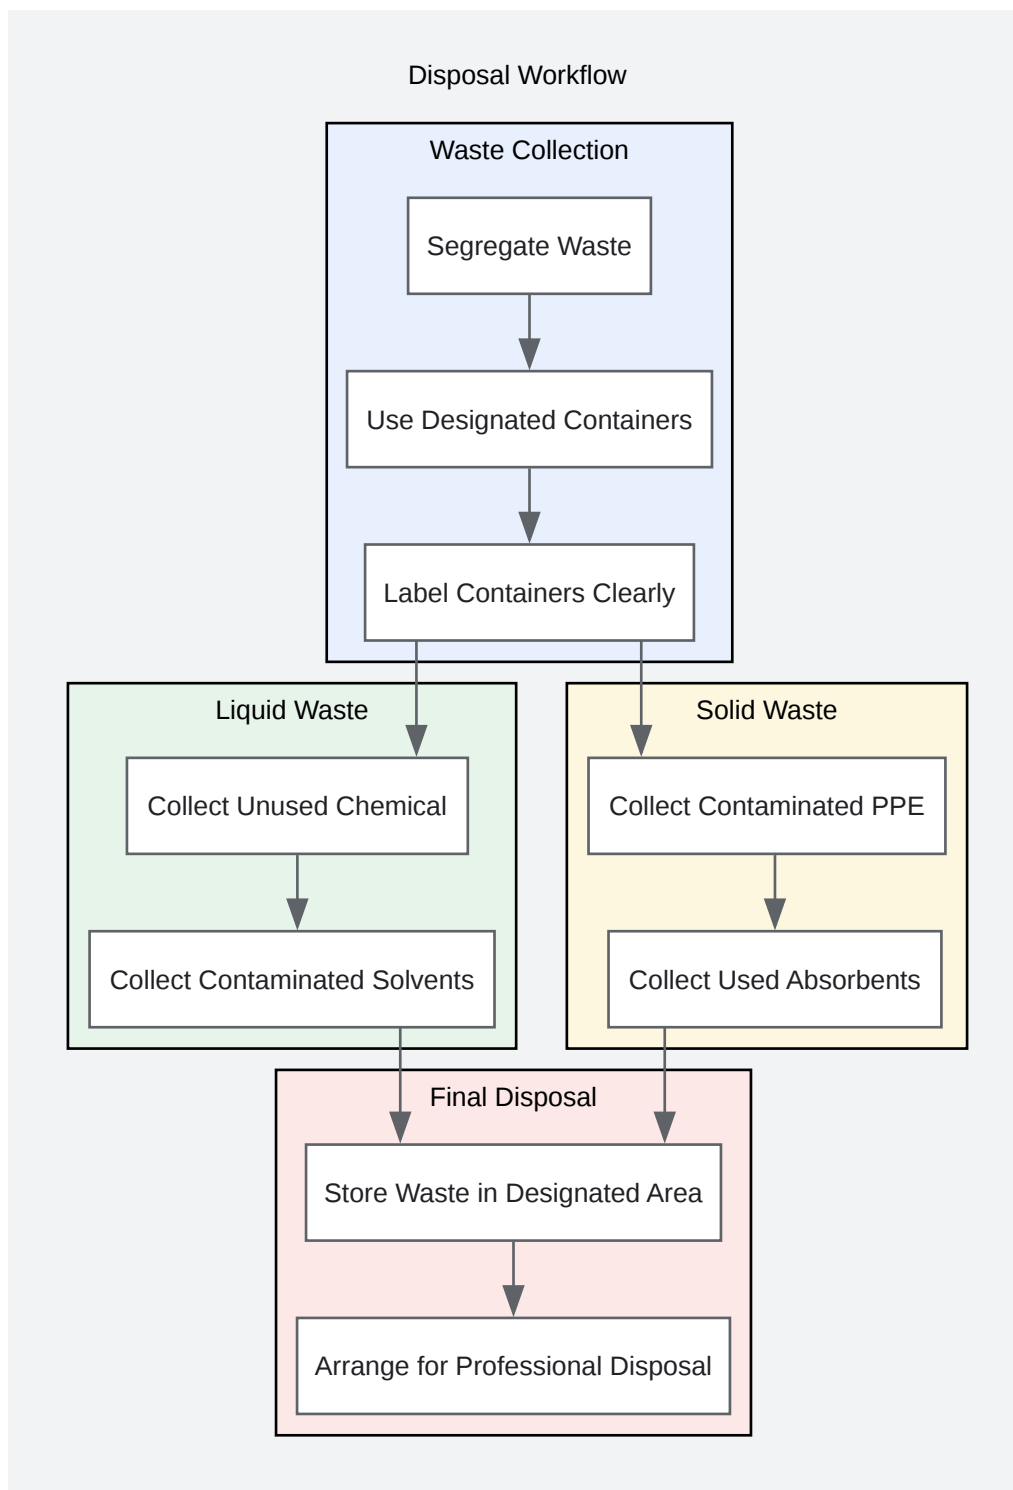 Disposal Workflow
Waste Collection
Segregate Waste
Use Designated Containers
Label Containers Clearly
Liquid Waste
Collect Unused Chemical
Collect Contaminated Solvents
Solid Waste
Collect Contaminated PPE
Collect Used Absorbents
Final Disposal
Store Waste in Designated Area
Arrange for Professional Disposal